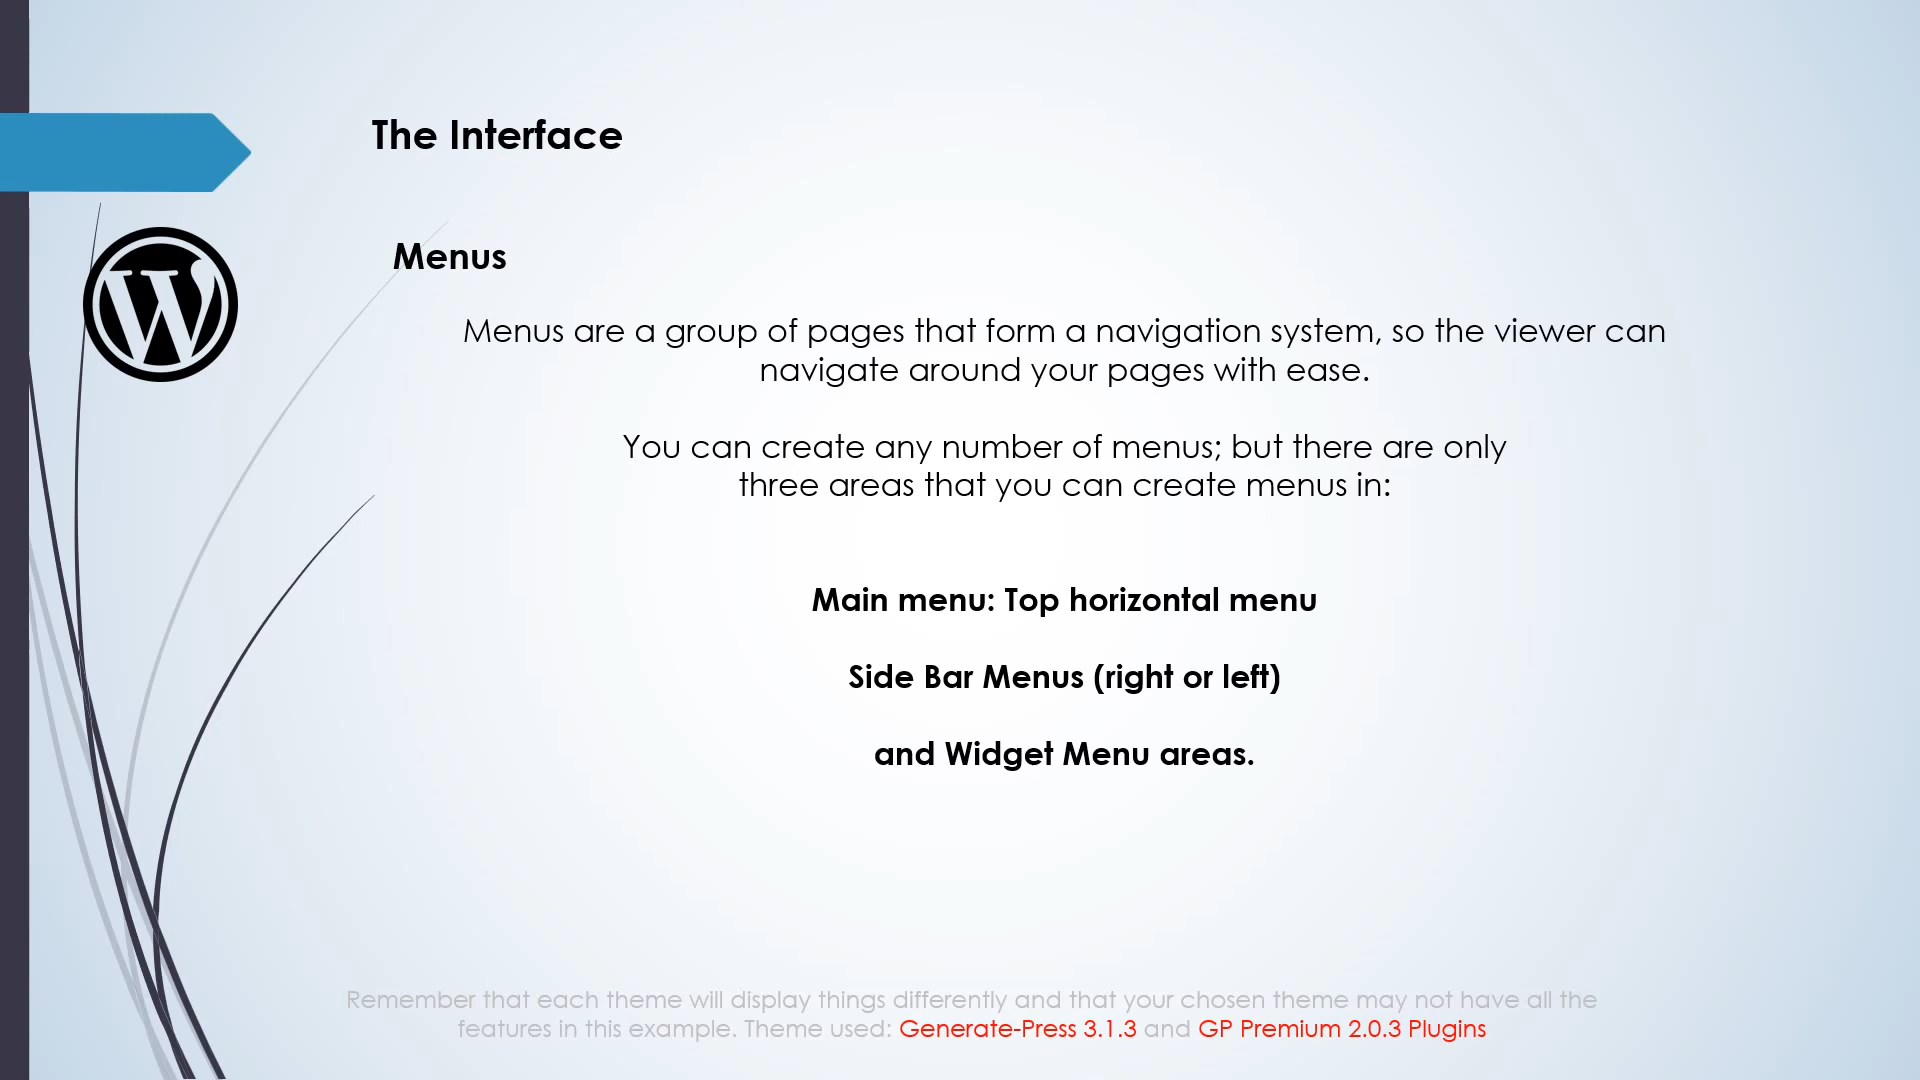 The Interface
Menus
Menus are a group of pages that form a navigation system, so the viewer can
navigate around your pages with ease.
You can create any number of menus; but there are only
three areas that you can create menus in:
Main menu: Top horizontal menu
Side Bar Menus (right or left)
and Widget Menu areas.
Remember that each theme will display things differently and that your chosen theme may not have all the
features in this example. Theme used: Generate-Press 3.1.3 and GP Premium 2.0.3 Plugins